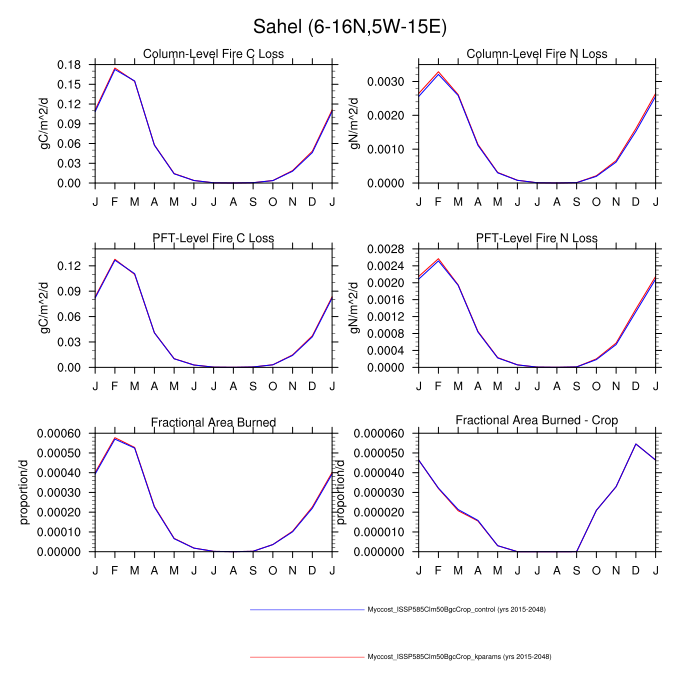 Sahel (6-16N,5W-15E)
Column-Level Fire C Loss
gC/m^2/d
0.18
0.15
0.12
0.09
0.06
0.03
0.00
J F M A M J J A S O N D J
Column-Level Fire N Loss
gN/m^2/d
0.0030
0.0020
0.0010
0.0000
J F M A M J J A S O N D J
PFT-Level Fire C Loss
gC/m^2/d
0.12
0.09
0.06
0.03
0.00
J F M A M J J A S O N D J
PFT-Level Fire N Loss
gN/m^2/d
0.0028
0.0024
0.0020
0.0016
0.0012
0.0008
0.0004
0.0000
J F M A M J J A S O N D J
Fractional Area Burned
proportion/d
0.00060
0.00050
0.00040
0.00030
0.00020
0.00010
0.00000
J F M A M J J A S O N D J
Fractional Area Burned - Crop
proportion/d
0.000060
0.000050
0.000040
0.000030
0.000020
0.000010
0.000000
J F M A M J J A S O N D J
Myccost_ISSP585Clm50BgcCrop_control (yrs 2015-2048)
Myccost_ISSP585Clm50BgcCrop_kparams (yrs 2015-2048)